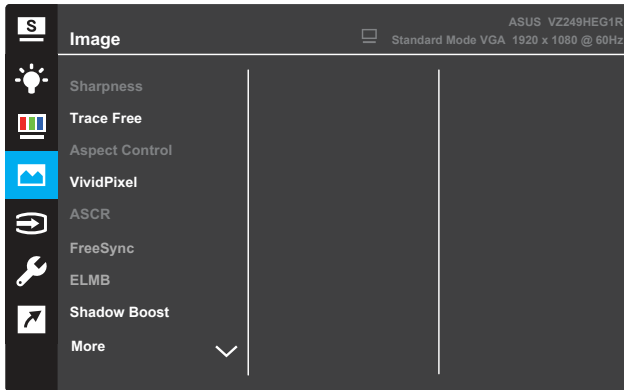 S
ASUS VZ249HEG1R
Image
Standard Mode VGA 1920 x 1080 @ 60Hz
Sharpness
Trace Free
Aspect Control
VividPixel
ASCR
FreeSync
ELMB
Shadow Boost
More